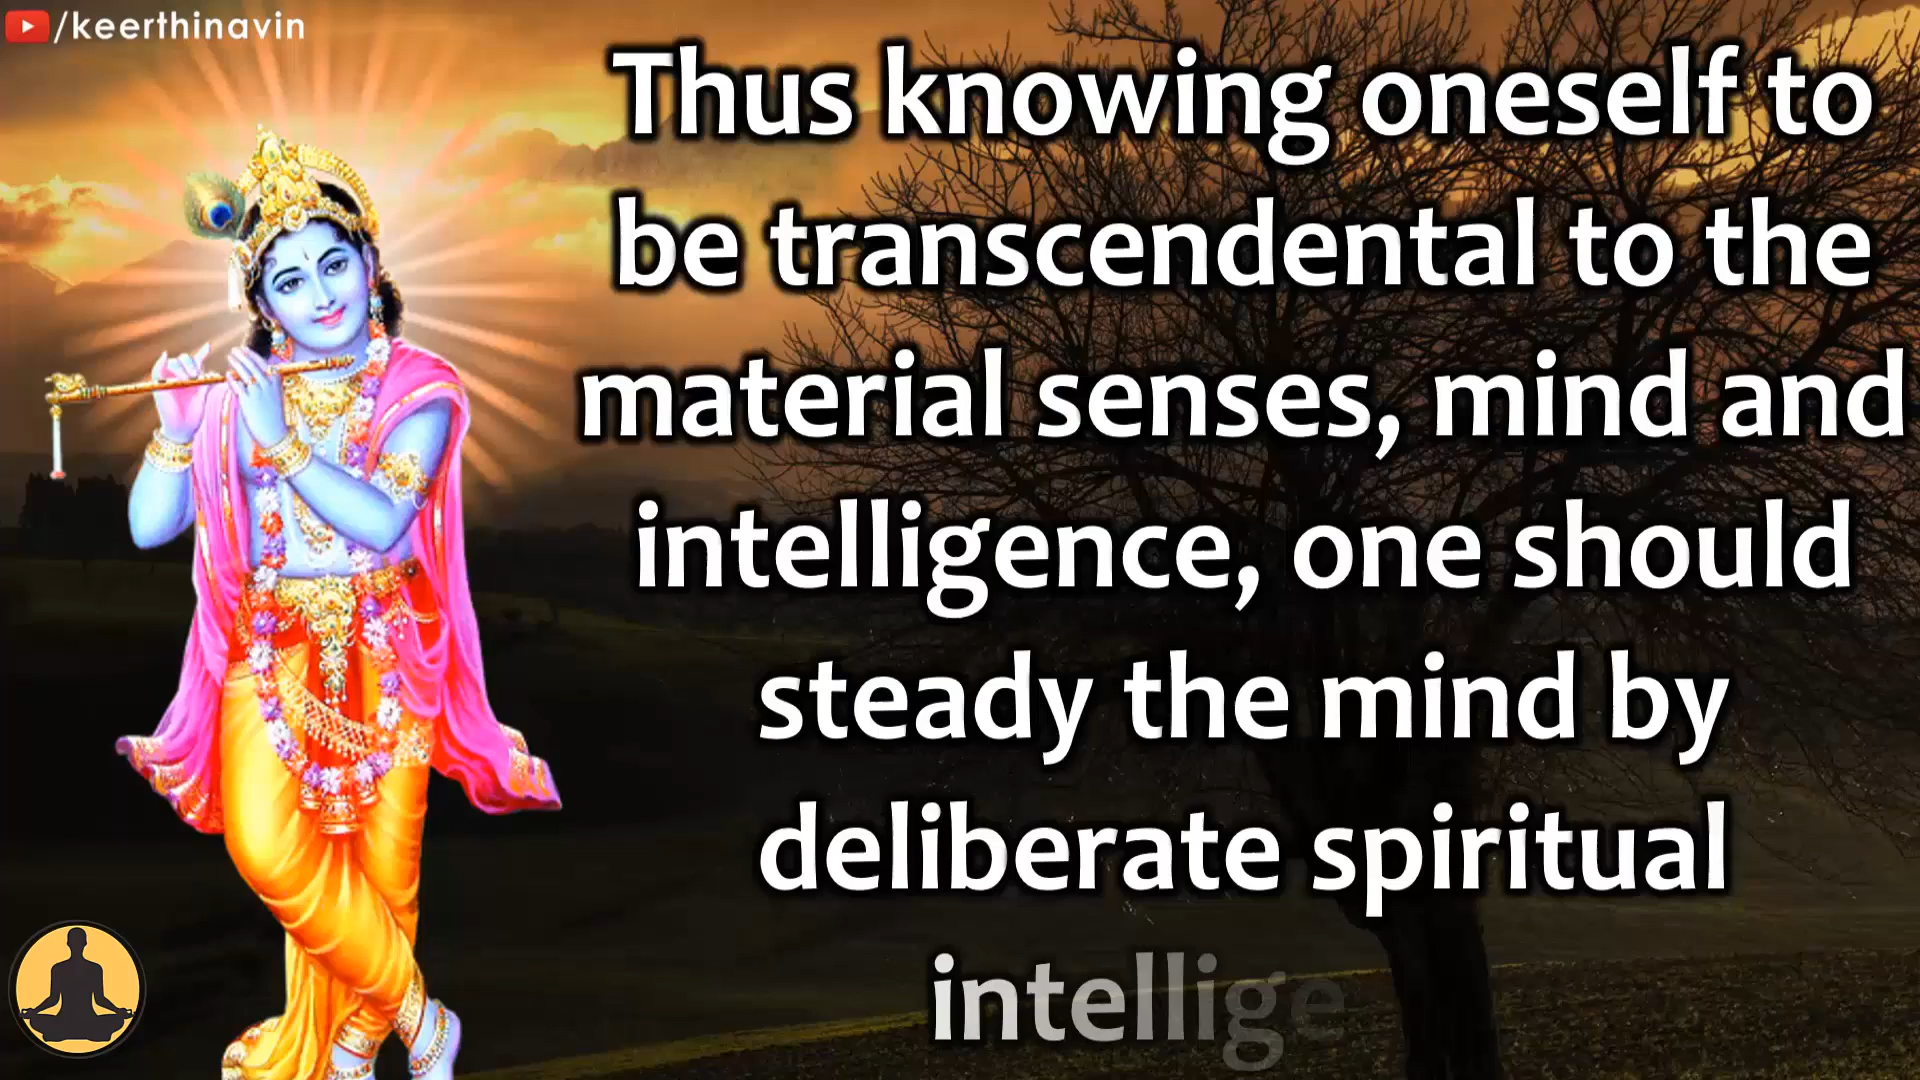 /keerthinavin
Thus knowing oneself to
be transcendental to the
material senses, mind and
intelligence, one should
steady the mind by
deliberate spiritual
intellige